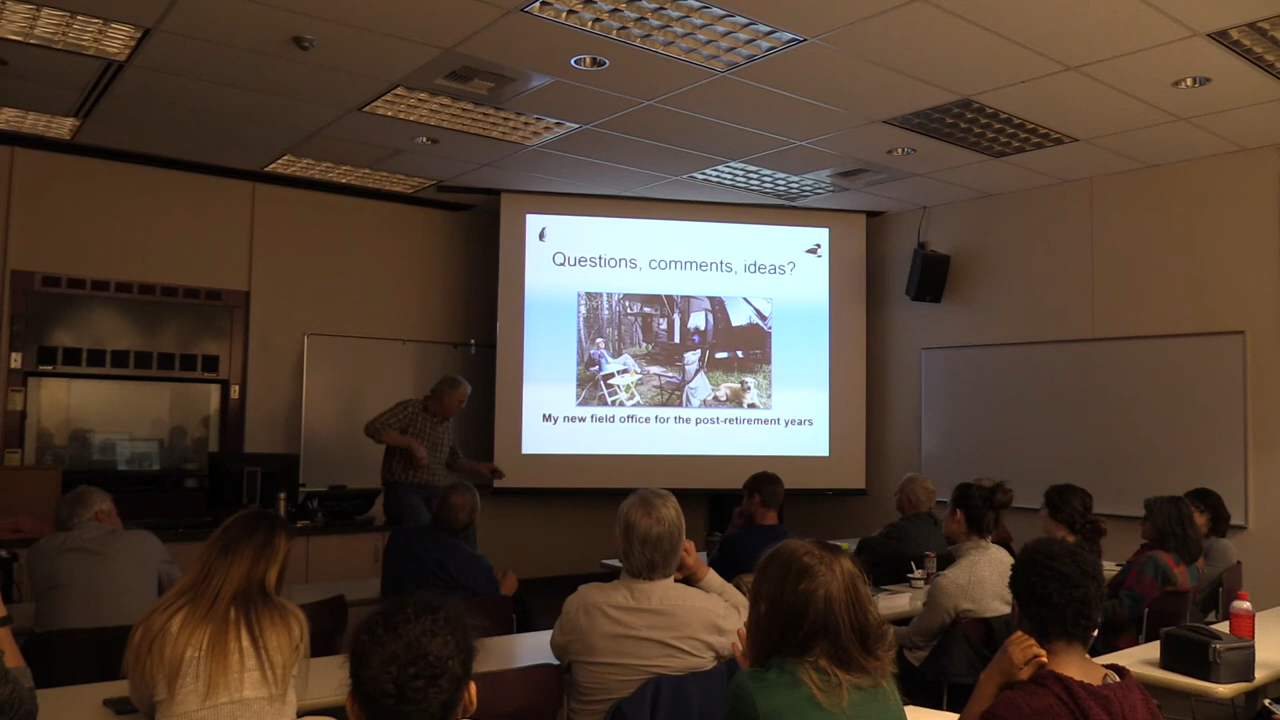 Questions, comments, ideas?
My new field office for the post-retirement years